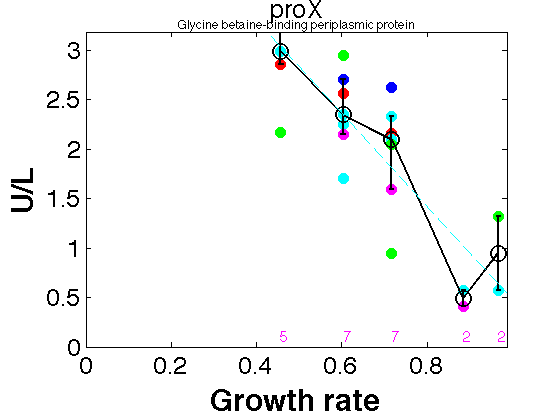 proX
Glycine betaine-binding periplasmic protein
3
2.5
2
1.5
1
0.5
0
U/L
5 7 7 2 2
0 0.2 0.4 0.6 0.8
Growth rate